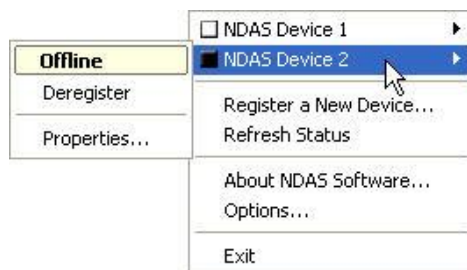 NDAS Device 1
NDAS Device 2
Offline
Deregister
Properties...
Register a New Device...
Refresh Status
About NDAS Software...
Options...
Exit